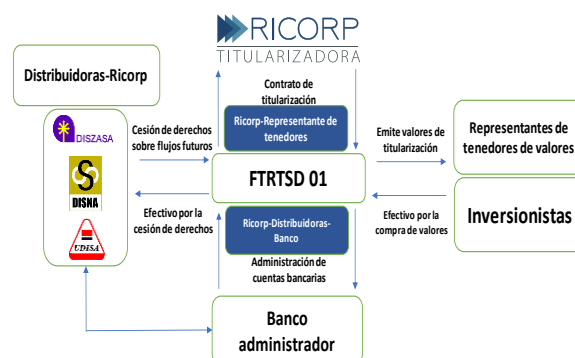 RICORP
TITULARIZADORA
Distribuidoras-Ricorp
DISZASA
S
DISNA
UDESA
Cesión de derechos
sobre flujos futuros
Efectivo por la
cesión de derechos
Contrato de
titularización
Ricorp-Representante de
tenedores
FTRTSD 01
Ricorp-Distribuidoras-
Banco
Administración de
cuentas bancarias
Banco
administrador
Emite valores de
titularización
Efectivo por la
compra de valores
Representantes de
tenedores de valores
Inversionistas